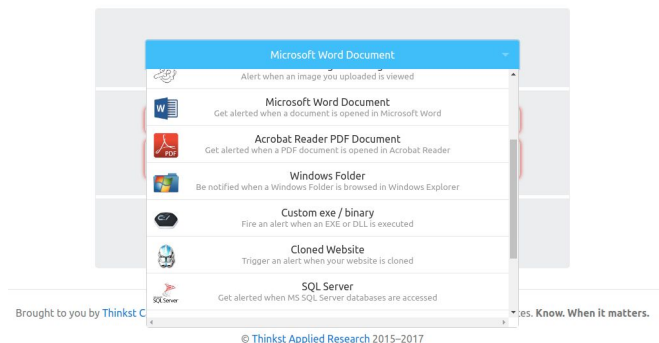 Microsoft Word Document
Alert when an image you uploaded is viewed
Microsoft Word Document
Get alerted when a document is opened in Microsoft Word
Acrobat Reader PDF Document
Get alerted when a PDF document is opened in Acrobat Reader
PDF
Windows Folder
Be notified when a Windows Folder is browsed in Windows Explorer
Custom exe / binary
Fire an alert when an EXE or DLL is executed
Cloned Website
Trigger an alert when your website is cloned
SQL Server
Get alerted when MS SQL Server databases are accessed
SQL Server
Brought to you by Thinkst C
Know. When it matters.
© Thinkst Applied Research 2015–2017